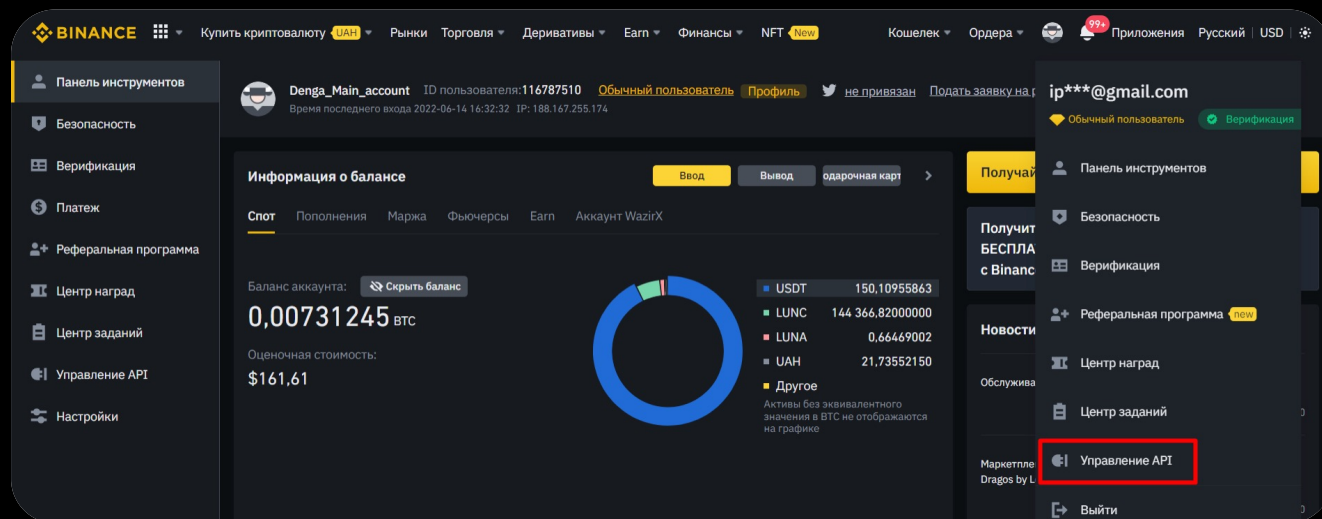 BINANCE Купить криптовалюту UAH Рынки Торговля Деривативы Earn Финансы NFT New Кошелек Ордера 99+ Приложения Русский USD
Панель инструментов
Безопасность
Верификация
Платеж
Реферальная программа
Центр наград
Центр заданий
Управление API
Настройки
Denga_Main_account ID пользователя:116787510 Обычный пользователь Профиль не привязан Подать заявку на
Время последнего входа 2022-06-14 16:32:32 IP: 188.167.255.174
Информация о балансе Ввод Вывод одарочная карт
Спот Пополнения Маржа Фьючерсы Earn Аккаунт WazirX
Баланс аккаунта: Скрыть баланс
0,00731245 BTC
Оценочная стоимость:
$161,61
USDT 150,10955863
LUNC 144 366,82000000
LUNA 0,66469002
UAH 21,73552150
Другое
Активы без эквивалентного
значения в BTC не отображаются
на графике
Получай
Получит
БЕСПЛА
с Binanc
Новости
Обслужива
Маркетпле
Dragos by L
ip***@gmail.com
Обычный пользователь Верификация
Панель инструментов
Безопасность
Верификация
Реферальная программа new
Центр наград
Центр заданий
Управление API
Выйти